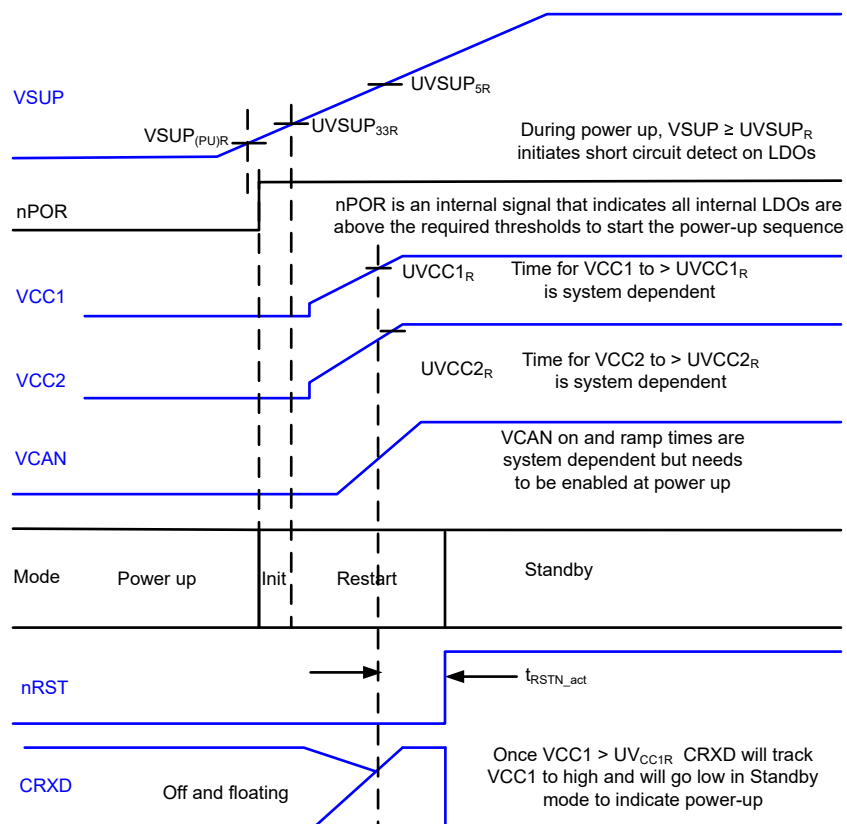 VSUP
VSUP(PU)R
UVSUP33R
UVSUP5R
During power up, VSUP ≥ UVSUPR
initiates short circuit detect on LDOs
nPOR
nPOR is an internal signal that indicates all internal LDOs are
above the required thresholds to start the power-up sequence
VCC1
UVCC1R
Time for VCC1 to > UVCC1R
is system dependent
VCC2
UVCC2R
Time for VCC2 to > UVCC2R
is system dependent
VCAN
VCAN on and ramp times are
system dependent but needs
to be enabled at power up
Mode
Power up
Init
Restart
Standby
nRST
tRSTN_act
CRXD
Off and floating
Once VCC1 > UVCC1R CRXD will track
VCC1 to high and will go low in Standby
mode to indicate power-up